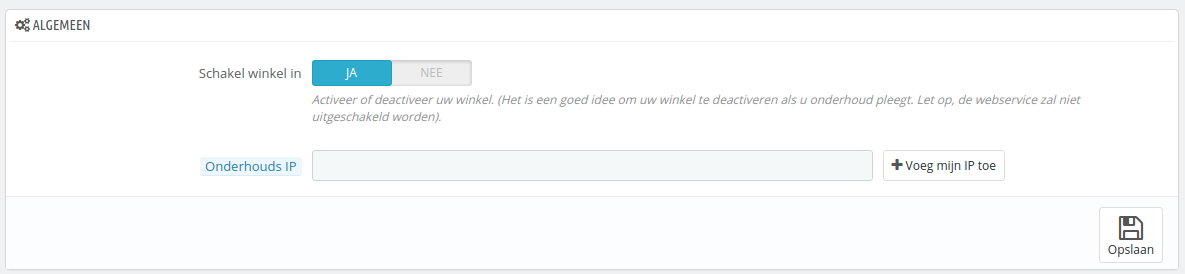 ALGEMEEN
Schakel winkel in JA NEE
Activeer of deactiveer uw winkel. (Het is een goed idee om uw winkel te deactiveren als u onderhoud pleegt. Let op, de webservice zal niet
uitgeschakeld worden).
Onderhouds IP Voeg mijn IP toe
Opslaan